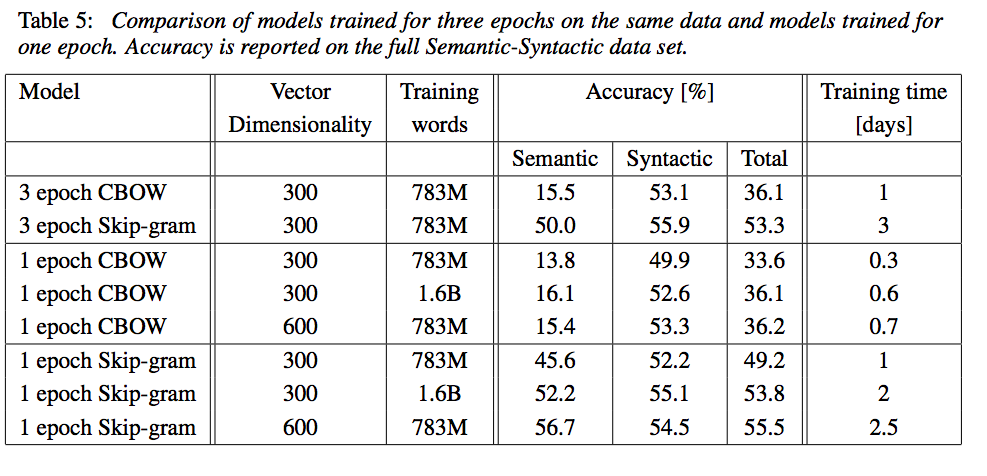 Table 5: Comparison of models trained for three epochs on the same data and models trained for
one epoch. Accuracy is reported on the full Semantic-Syntactic data set.
Model Vector Training Accuracy [%] Training time
Dimensionality words [days]
Semantic Syntactic Total
3 epoch CBOW 300 783M 15.5 53.1 36.1 1
3 epoch Skip-gram 300 783M 50.0 55.9 53.3 3
1 epoch CBOW 300 783M 13.8 49.9 33.6 0.3
1 epoch CBOW 300 1.6B 16.1 52.6 36.1 0.6
1 epoch CBOW 600 783M 15.4 53.3 36.2 0.7
1 epoch Skip-gram 300 783M 45.6 52.2 49.2 1
1 epoch Skip-gram 300 1.6B 52.2 55.1 53.8 2
1 epoch Skip-gram 600 783M 56.7 54.5 55.5 2.5